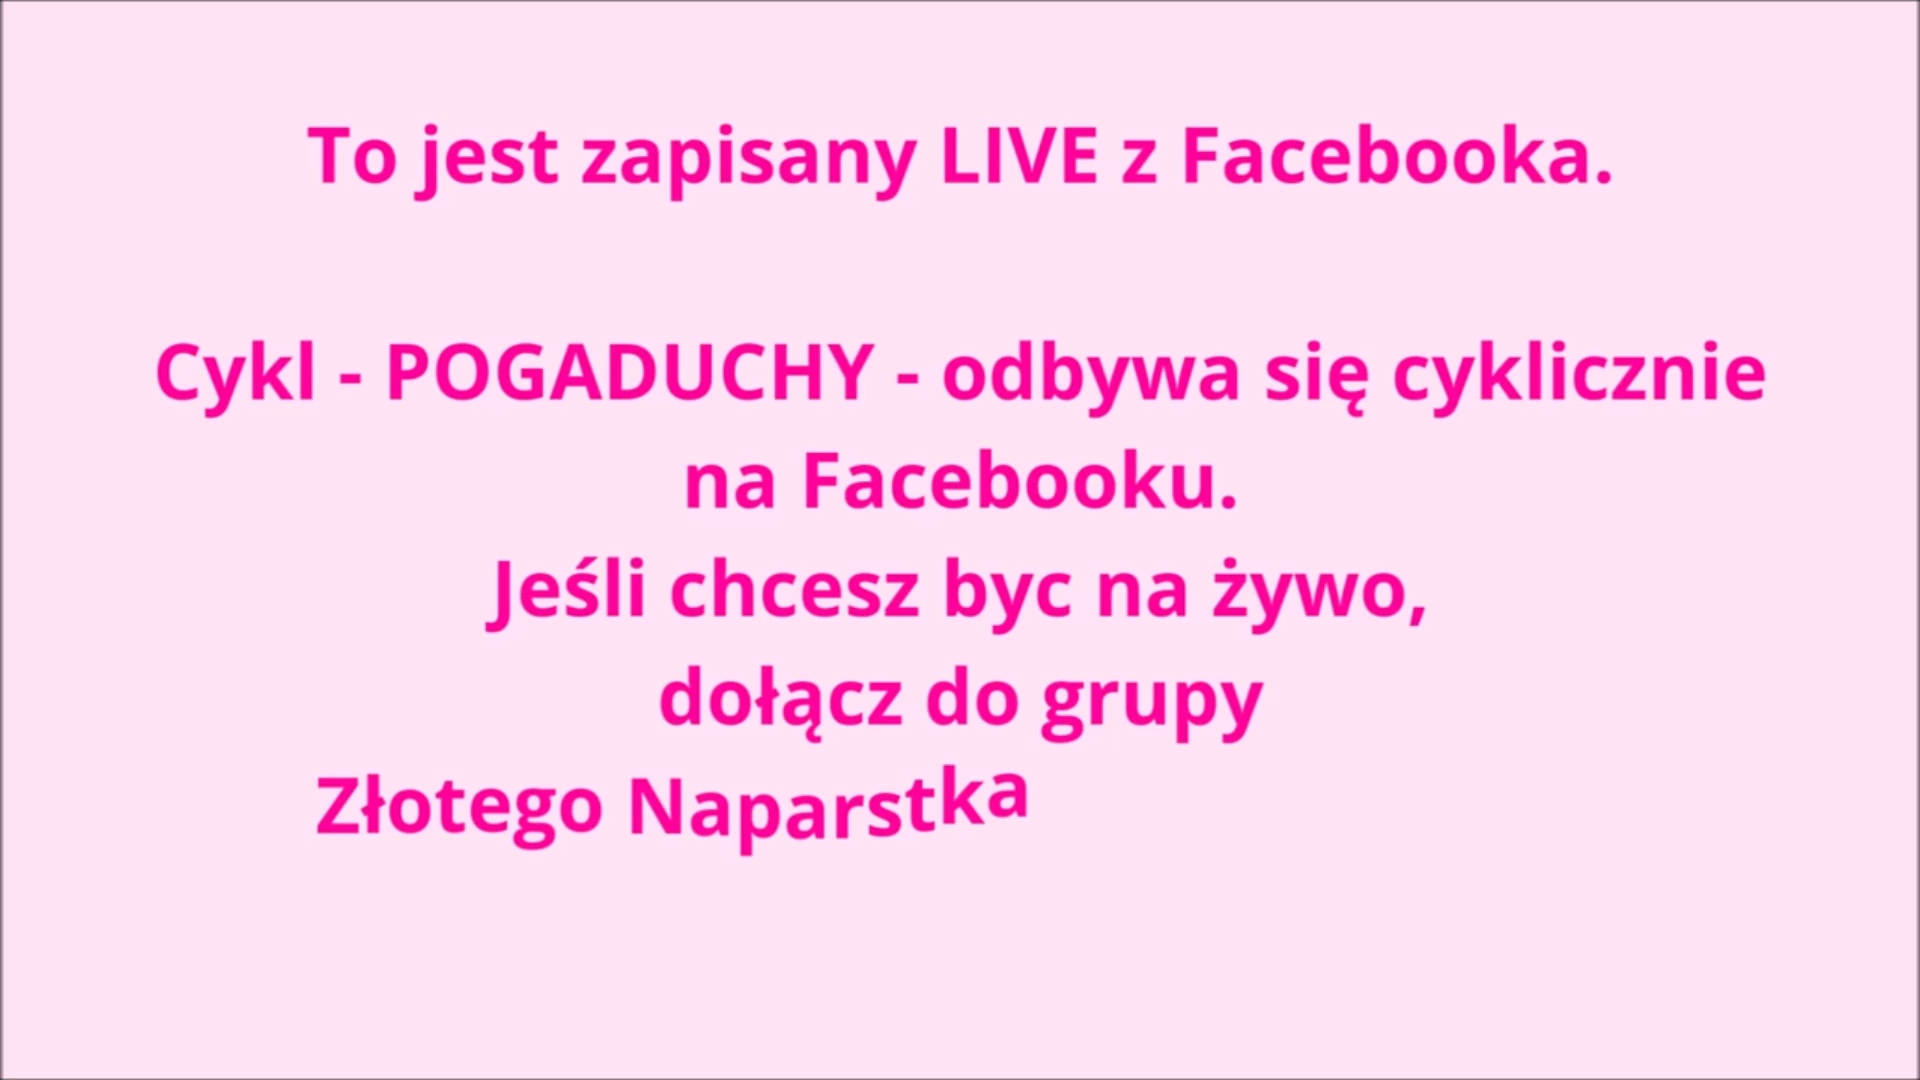 To jest zapisany LIVE z Facebooka.
Cykl - POGADUCHY - odbywa się cyklicznie
na Facebooku.
Jeśli chcesz byc na żywo,
dołącz do grupy
Złotego Naparstka